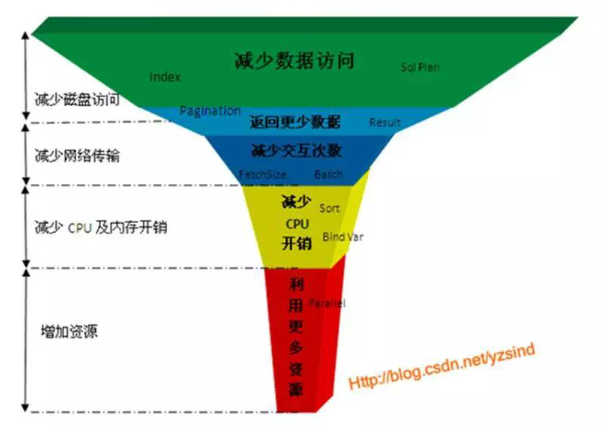 减少数据访问
Index
Sql Plan
减少磁盘访问
Pagination
返回更少数据
Result
减少网络传输
减少交互次数
FetchSize
Batch
减少 CPU 及内存开销
减少
CPU
开销
Sort
Bind Var
增加资源
利用更多资源
Parallel
Http://blog.csdn.net/yzsind